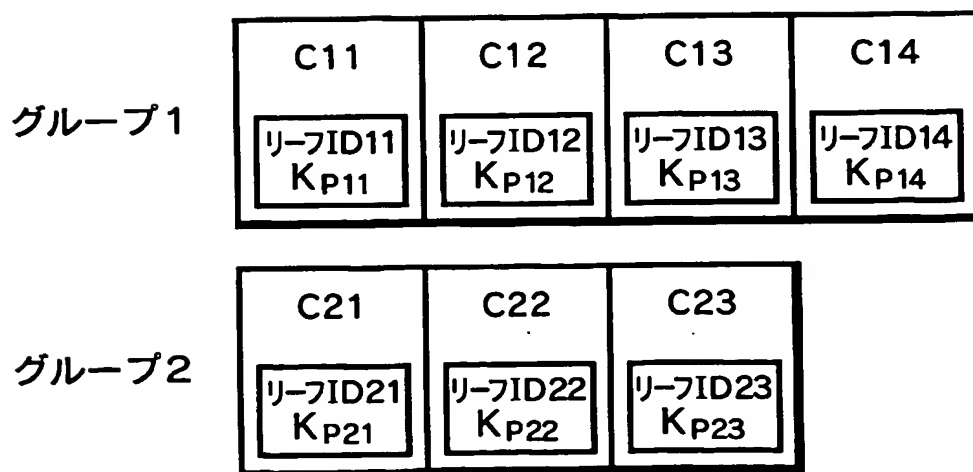 C11 C12 C13 C14
グループ1
リーフID11 リーフID12 リーフID13 リーフID14
KP11 KP12 KP13 KP14
C21 C22 C23
グループ2
リーフID21 リーフID22 リーフID23
KP21 KP22 KP23